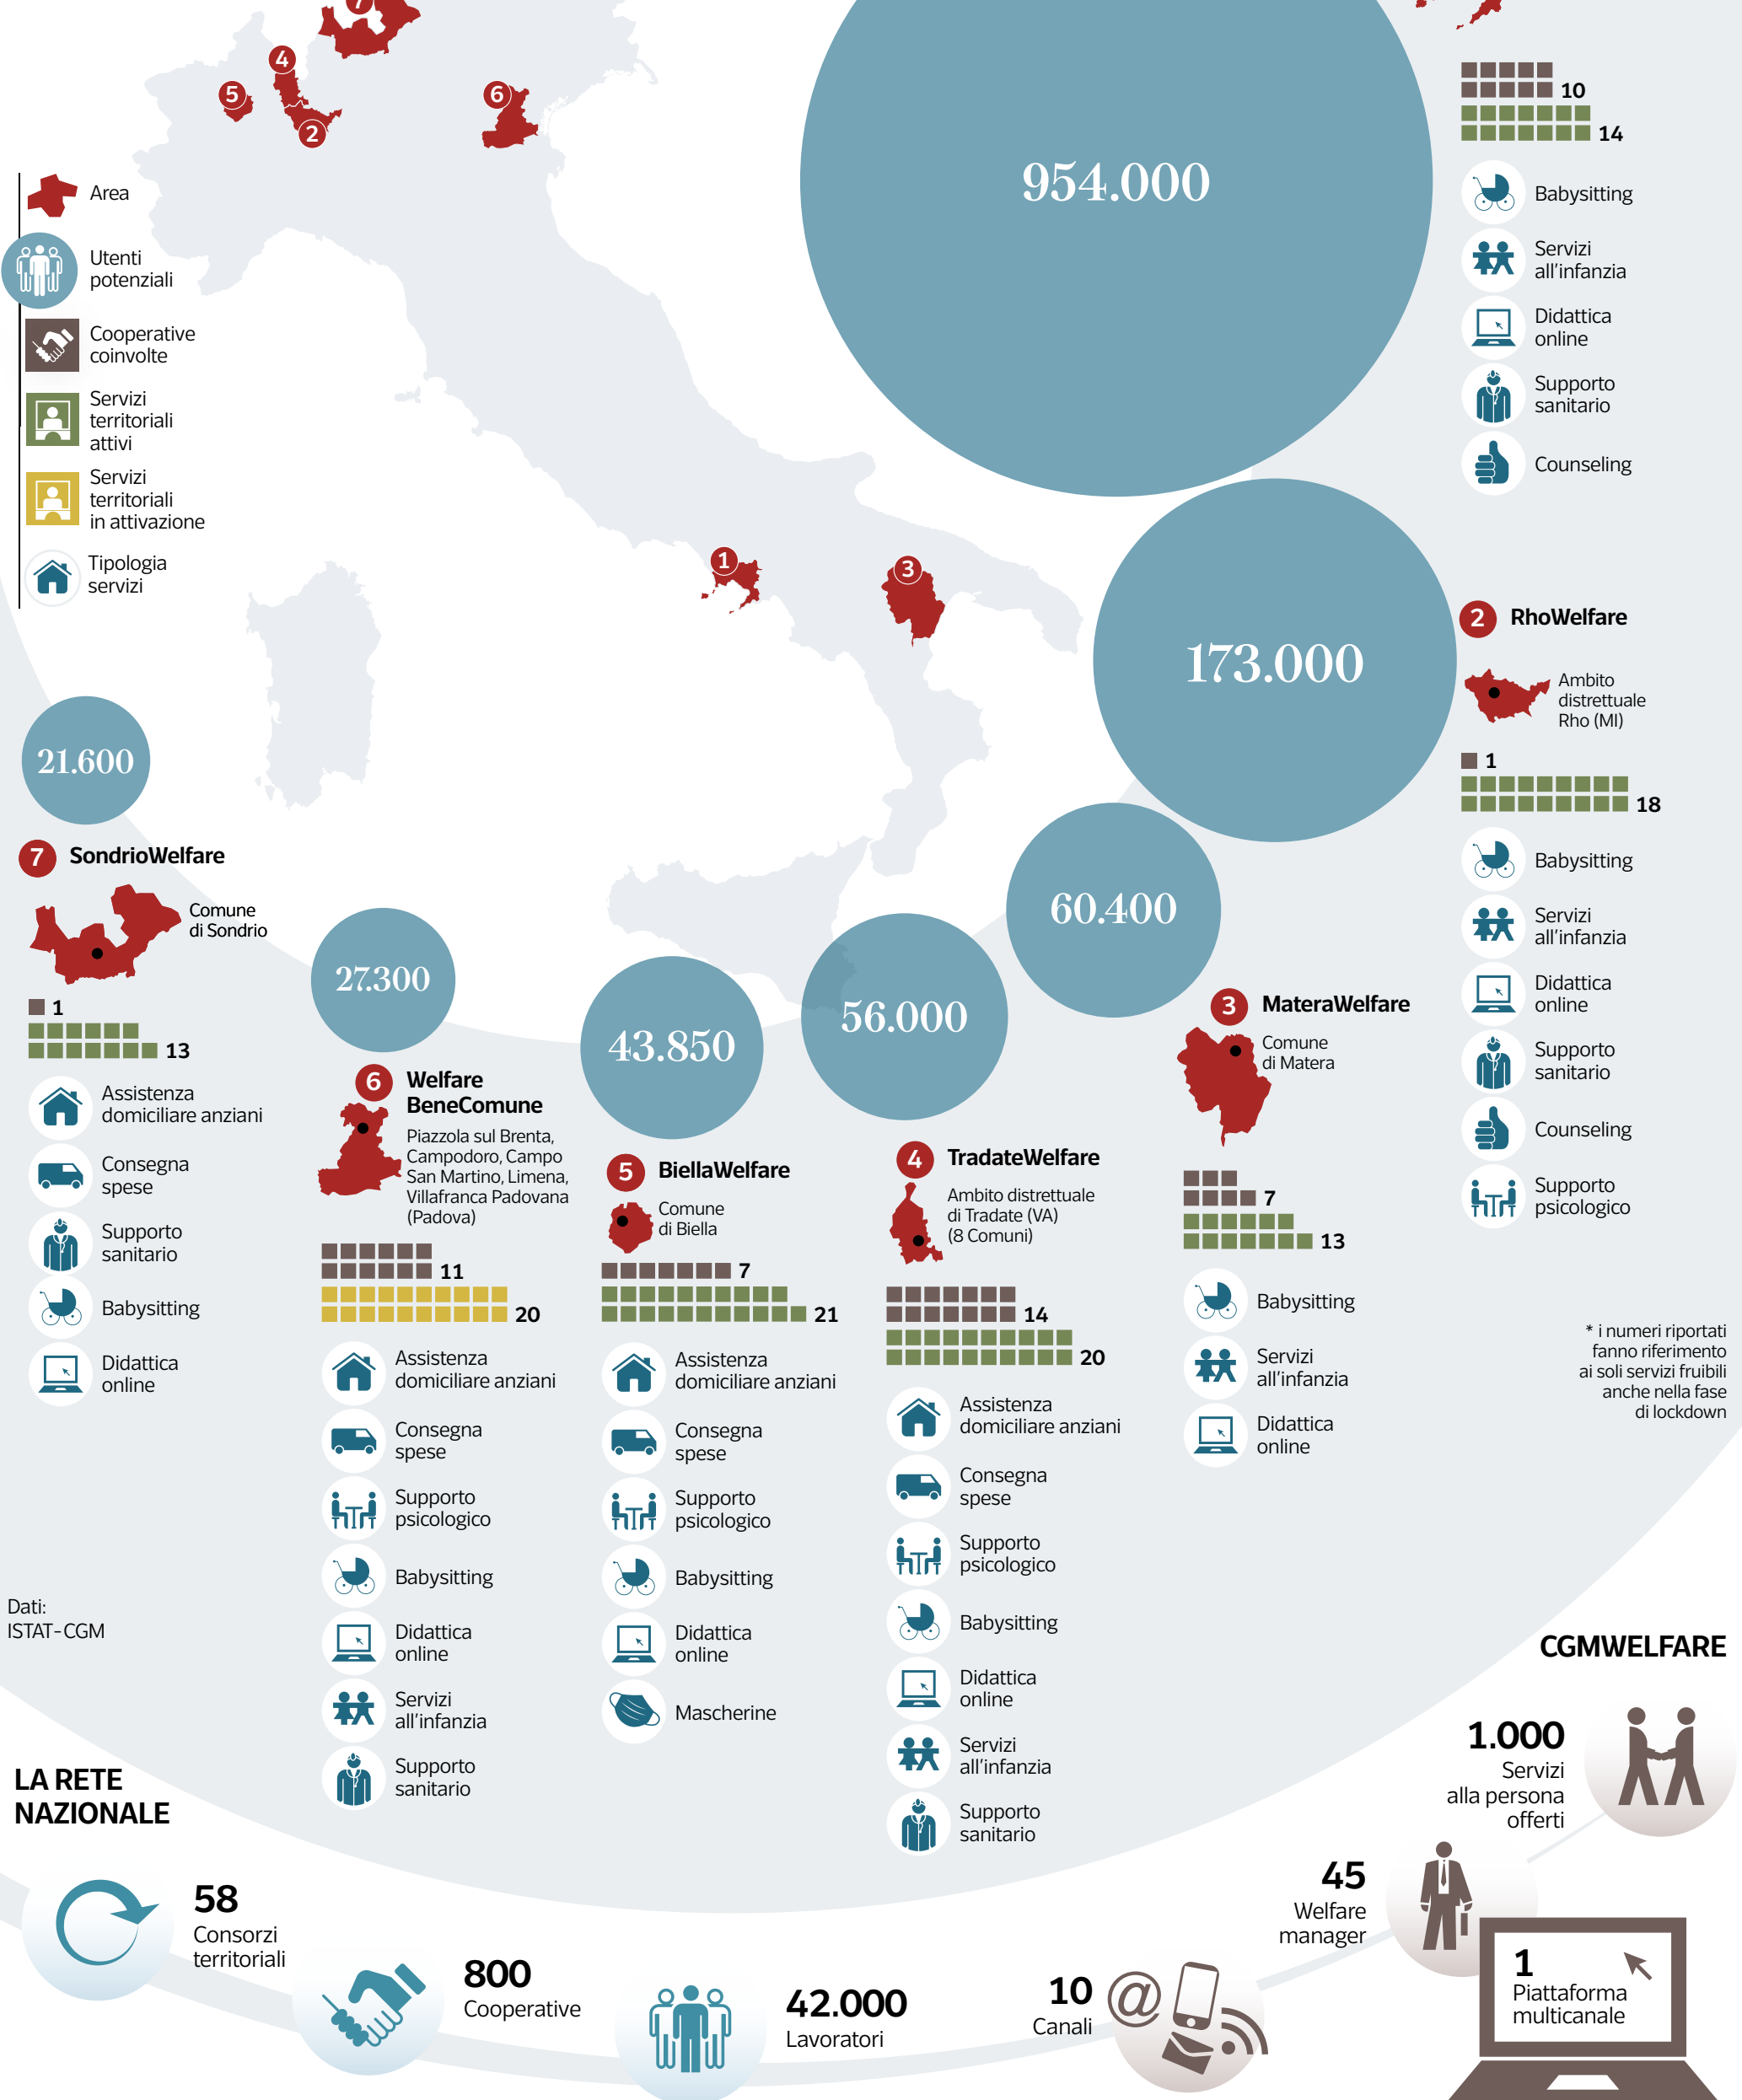 7
4
5
6
2
1
3
Area
Utenti
potenziali
Cooperative
coinvolte
Servizi
territoriali
attivi
Servizi
territoriali
in attivazione
Tipologia
servizi
954.000
10
14
Babysitting
Servizi
all'infanzia
Didattica
online
Supporto
sanitario
Counseling
173.000
2 RhoWelfare
Ambito
distrettuale
Rho (MI)
1
18
Babysitting
Servizi
all'infanzia
Didattica
online
Supporto
sanitario
Counseling
Supporto
psicologico
60.400
3 MateraWelfare
Comune
di Matera
7
13
Babysitting
Servizi
all'infanzia
Didattica
online
56.000
4 TradateWelfare
Ambito distrettuale
di Tradate (VA)
(8 Comuni)
14
20
Assistenza
domiciliare anziani
Consegna
spese
Supporto
psicologico
Babysitting
Didattica
online
Servizi
all'infanzia
Supporto
sanitario
43.850
5 BiellaWelfare
Comune
di Biella
7
21
Assistenza
domiciliare anziani
Consegna
spese
Supporto
psicologico
Babysitting
Didattica
online
Mascherine
27.300
6 Welfare
BeneComune
Piazzola sul Brenta,
Campodoro, Campo
San Martino, Limena,
Villafranca Padovana
(Padova)
11
20
Assistenza
domiciliare anziani
Consegna
spese
Supporto
psicologico
Babysitting
Didattica
online
Servizi
all'infanzia
Supporto
sanitario
21.600
7 SondrioWelfare
Comune
di Sondrio
1
13
Assistenza
domiciliare anziani
Consegna
spese
Supporto
sanitario
Babysitting
Didattica
online
* i numeri riportati
fanno riferimento
ai soli servizi fruibili
anche nella fase
di lockdown
Dati:
ISTAT-CGM
LA RETE
NAZIONALE
58
Consorzi
territoriali
800
Cooperative
42.000
Lavoratori
CGMWELFARE
10
Canali
@
45
Welfare
manager
1.000
Servizi
alla persona
offerti
1
Piattaforma
multicanale